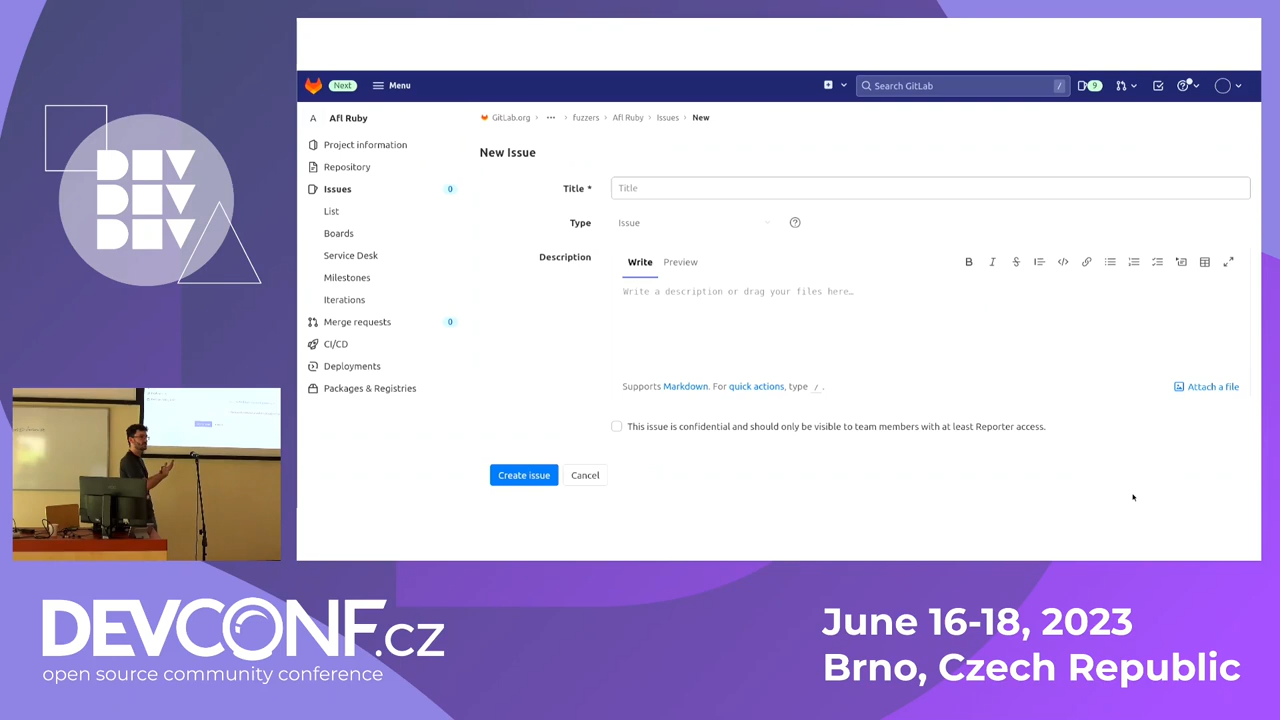 DEV
DEV
DEV
Next
Menu
Search GitLab
/
9
A
Afl Ruby
GitLab.org › ••• › fuzzers › Afl Ruby › Issues › New
Project information
Repository
Issues
0
List
Boards
Service Desk
Milestones
Iterations
Merge requests
0
CI/CD
Deployments
Packages & Registries
New Issue
Title *
Title
Type
Issue
Description
Write
Preview
Write a description or drag your files here…
Supports Markdown. For quick actions, type / .
Attach a file
This issue is confidential and should only be visible to team members with at least Reporter access.
Create issue
Cancel
DEVCONF.cz
open source community conference
June 16-18, 2023
Brno, Czech Republic